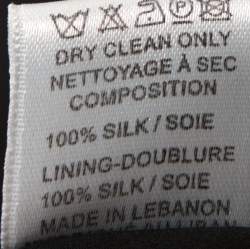 DRY CLEAN ONLY
NETTOYAGE À SEC
COMPOSITION
100% SILK / SOIE
LINING-DOUBLURE
100% SILK / SOIE
MADE IN LEBANON